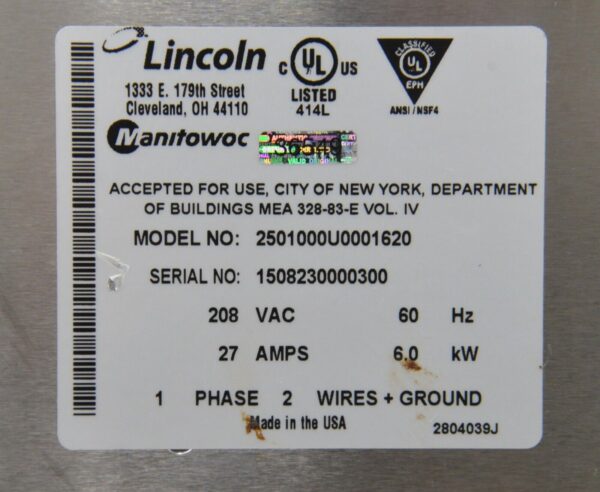 Lincoln
1333 E. 179th Street
Cleveland, OH 44110
Manitowoc
C UL US
LISTED
414L
CLASSIFIED
UL
EPH
ANSI / NSF4
ACCEPTED FOR USE, CITY OF NEW YORK, DEPARTMENT
OF BUILDINGS MEA 328-83-E VOL. IV
MODEL NO: 2501000U0001620
SERIAL NO: 1508230000300
208 VAC 60 Hz
27 AMPS 6.0 kW
1 PHASE 2 WIRES + GROUND
Made in the USA
2804039J